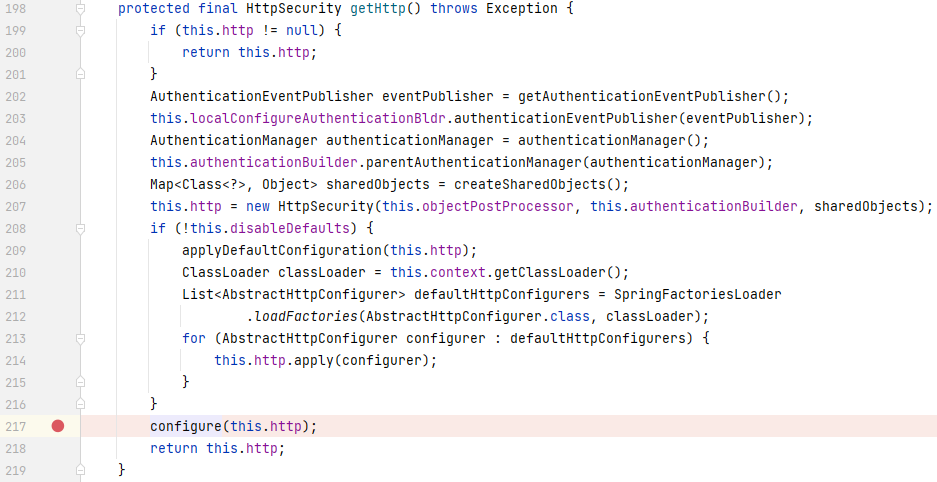 198 protected final HttpSecurity getHttp() throws Exception {
199     if (this.http != null) {
200         return this.http;
201     }
202     AuthenticationEventPublisher eventPublisher = getAuthenticationEventPublisher();
203     this.localConfigureAuthenticationBldr.authenticationEventPublisher(eventPublisher);
204     AuthenticationManager authenticationManager = authenticationManager();
205     this.authenticationBuilder.parentAuthenticationManager(authenticationManager);
206     Map<Class<?>, Object> sharedObjects = createSharedObjects();
207     this.http = new HttpSecurity(this.objectPostProcessor, this.authenticationBuilder, sharedObjects);
208     if (!this.disableDefaults) {
209         applyDefaultConfiguration(this.http);
210         ClassLoader classLoader = this.context.getClassLoader();
211         List<AbstractHttpConfigurer> defaultHttpConfigurers = SpringFactoriesLoader
212                 .loadFactories(AbstractHttpConfigurer.class, classLoader);
213         for (AbstractHttpConfigurer configurer : defaultHttpConfigurers) {
214             this.http.apply(configurer);
215         }
216     }
217     configure(this.http);
218     return this.http;
219 }